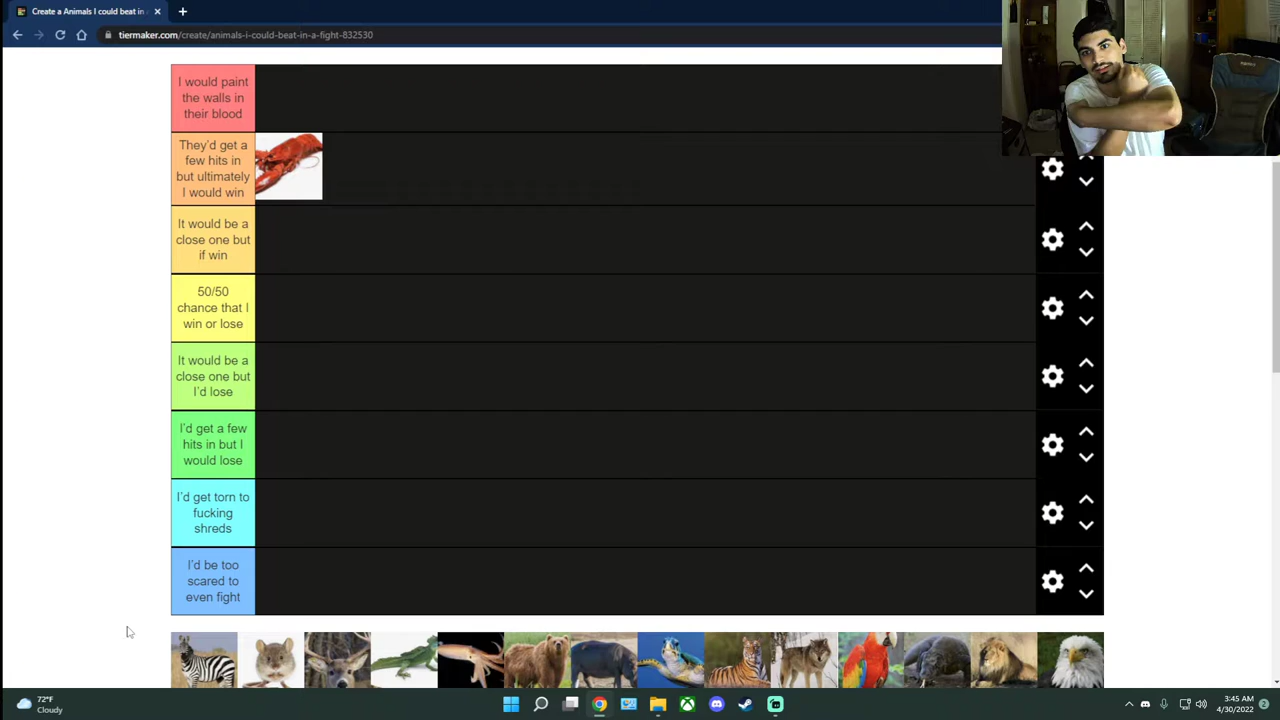 Create a Animals I could beat in
tiermaker.com/create/animals-i-could-beat-in-a-fight-832530
I would paint
the walls in
their blood
They'd get a
few hits in
but ultimately
I would win
It would be a
close one but
if win
50/50
chance that I
win or lose
It would be a
close one but
I'd lose
I'd get a few
hits in but I
would lose
I'd get torn to
fucking
shreds
I'd be too
scared to
even fight
72°F
Cloudy
3:45 AM
4/30/2022
2